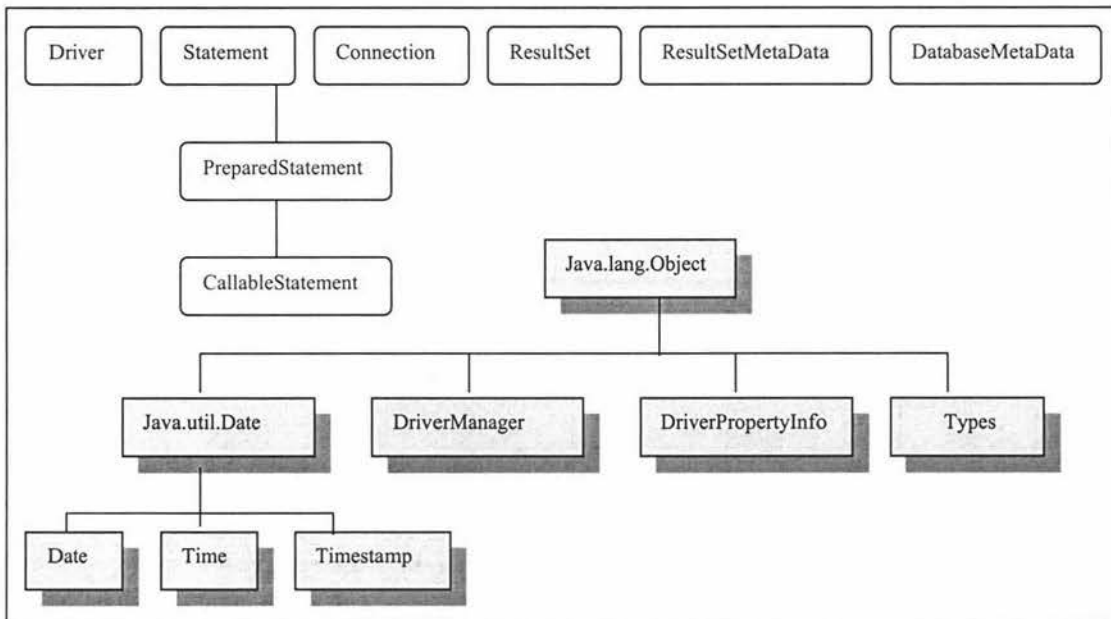 Driver
Statement
Connection
ResultSet
ResultSetMetaData
DatabaseMetaData
PreparedStatement
CallableStatement
Java.lang.Object
Java.util.Date
DriverManager
DriverPropertyInfo
Types
Date
Time
Timestamp